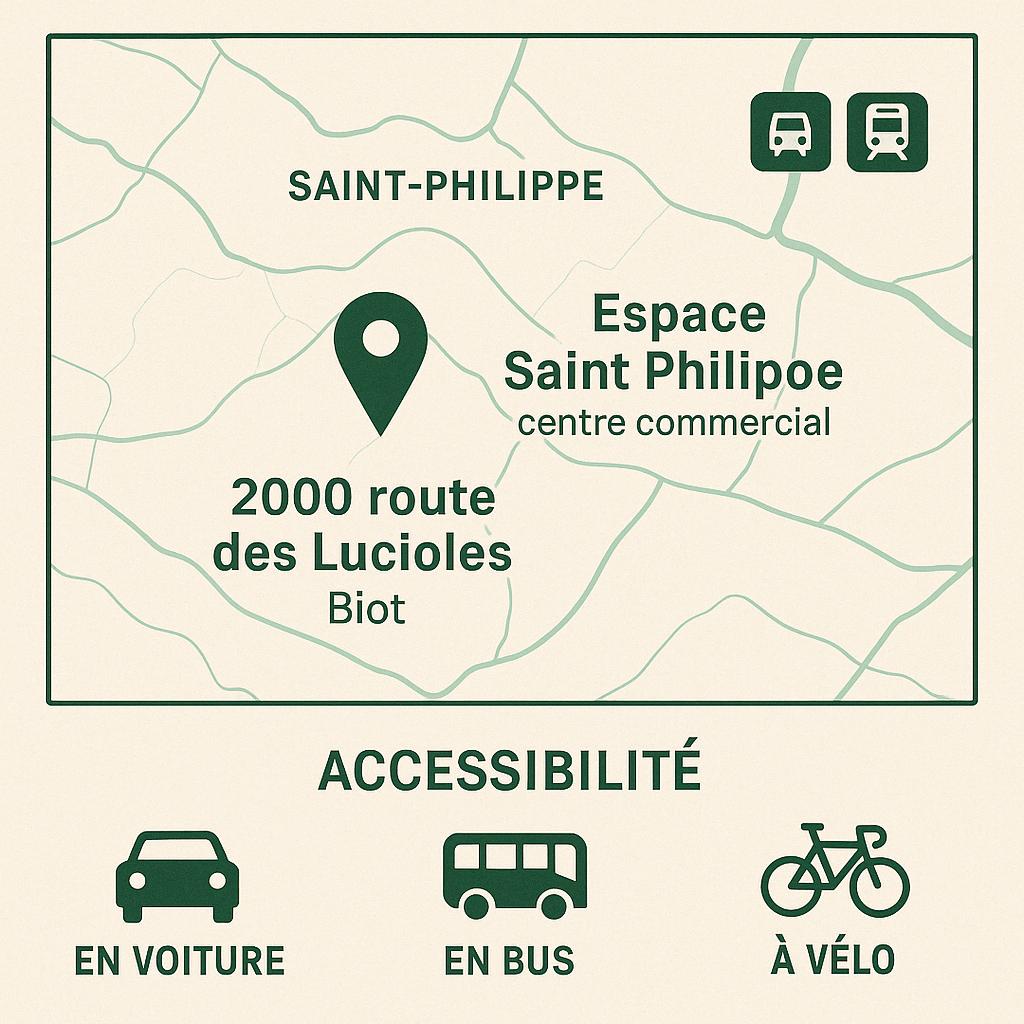 SAINT-PHILIPPE
Espace
Saint Philipoe
centre commercial
2000 route
des Lucioles
Biot
ACCESSIBILITÉ
EN VOITURE
EN BUS
À VÉLO